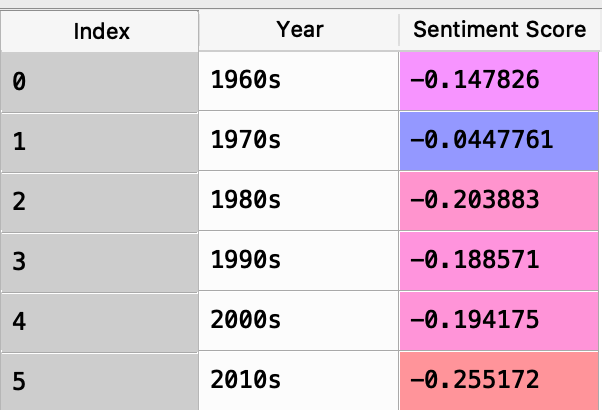 Index Year Sentiment Score
0 1960s -0.147826
1 1970s -0.0447761
2 1980s -0.203883
3 1990s -0.188571
4 2000s -0.194175
5 2010s -0.255172